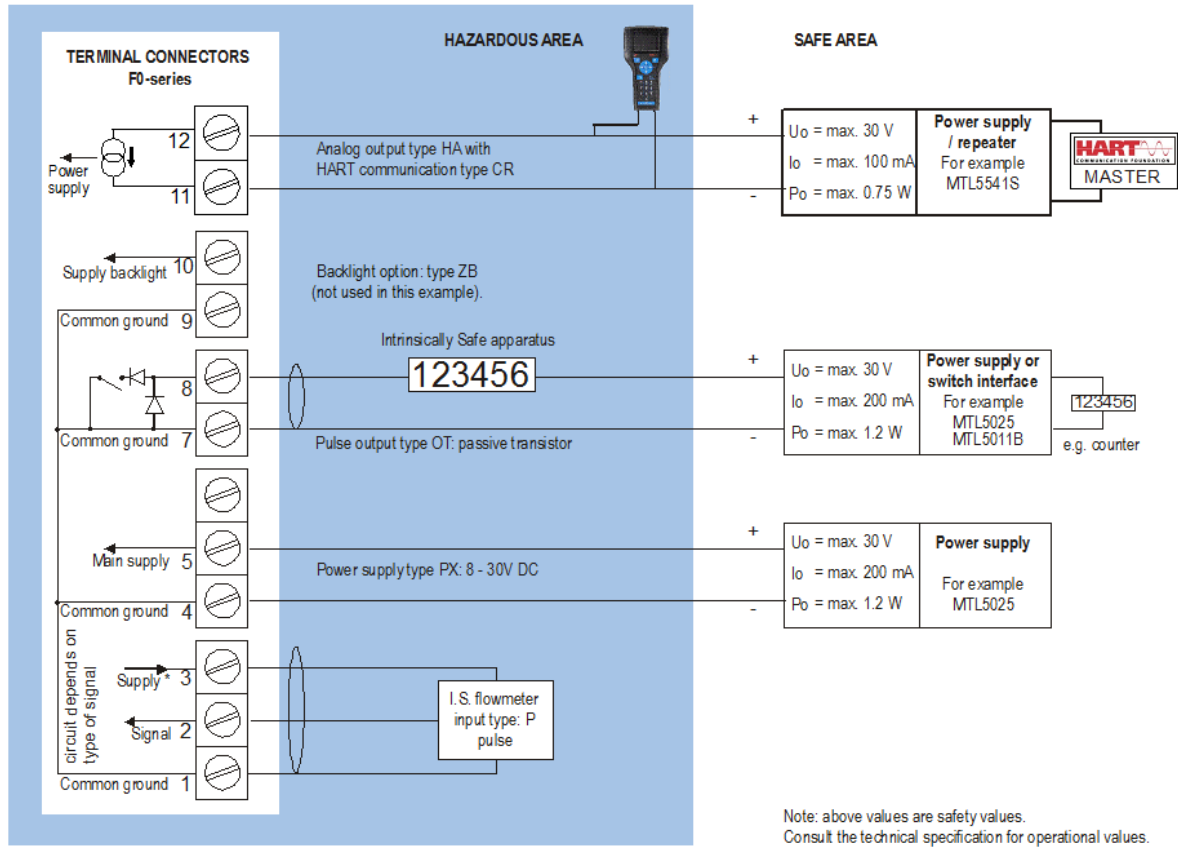 TERMINAL CONNECTORS
F0-series
HAZARDOUS AREA
SAFE AREA
12
11
Power
supply
Analog output type HA with
HART communication type CR
+
-
Uo = max. 30 V
Io = max. 100 mA
Po = max. 0.75 W
Power supply
/ repeater
For example
MTL5541S
HART
COMMUNICATION FOUNDATION
MASTER
Supply backlight 10
Common ground 9
Backlight option: type ZB
(not used in this example).
Intrinsically Safe apparatus
123456
8
Common ground 7
Pulse output type OT: passive transistor
+
-
Uo = max. 30 V
Io = max. 200 mA
Po = max. 1.2 W
Power supply or
switch interface
For example
MTL5025
MTL5011B
123456
e.g. counter
Main supply 5
Common ground 4
Power supply type PX: 8 - 30V DC
+
-
Uo = max. 30 V
Io = max. 200 mA
Po = max. 1.2 W
Power supply
For example
MTL5025
circuit depends on
type of signal
Supply * 3
Signal 2
Common ground 1
I.S. flowmeter
input type: P
pulse
Note: above values are safety values.
Consult the technical specification for operational values.